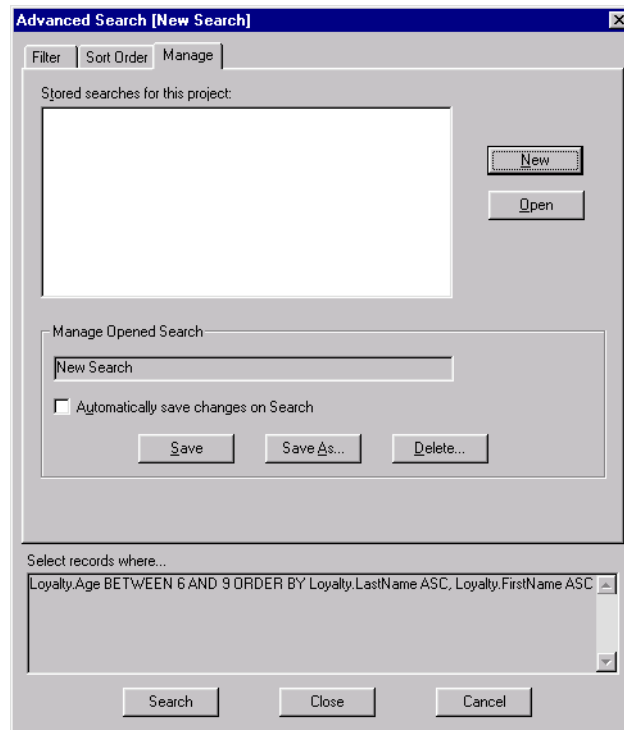 Advanced Search [New Search]
Filter Sort Order Manage
Stored searches for this project:
New
Open
Manage Opened Search
New Search
Automatically save changes on Search
Save Save As... Delete...
Select records where...
Loyalty.Age BETWEEN 6 AND 9 ORDER BY Loyalty.LastName ASC, Loyalty.FirstName ASC
Search Close Cancel